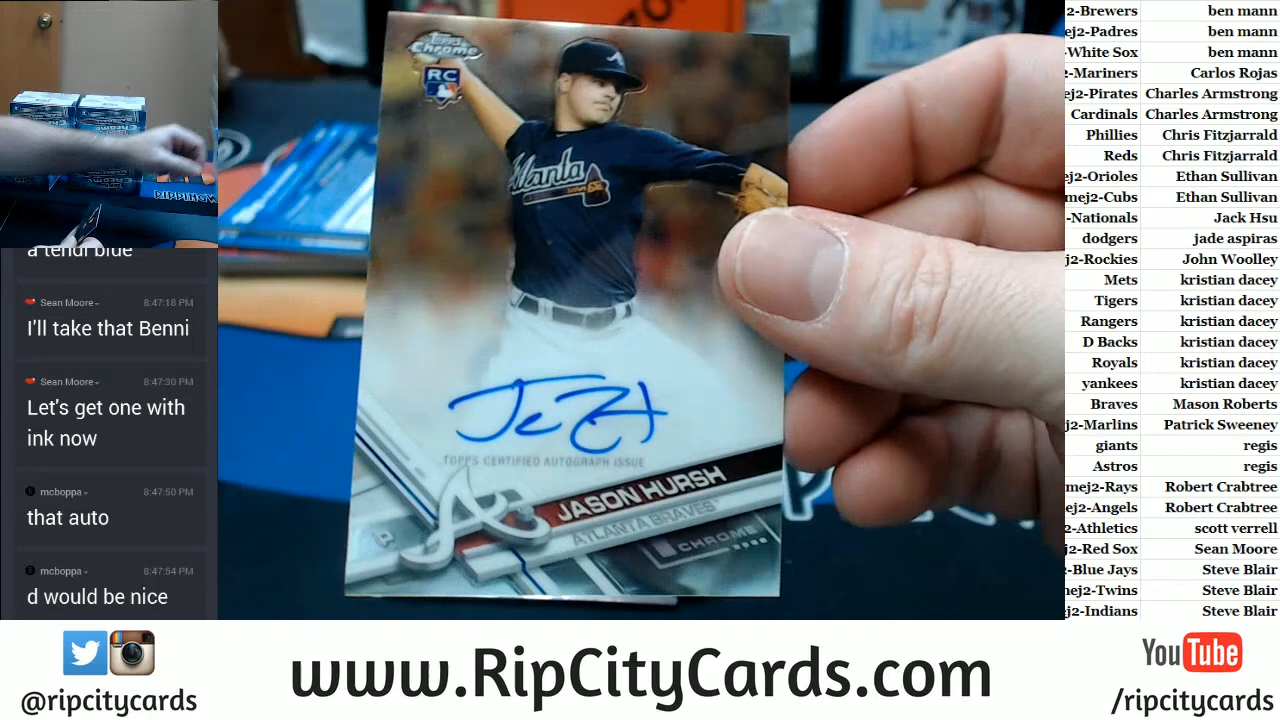 a tendi blue
Sean Moore 8:47:18 PM
I'll take that Benni
Sean Moore 8:47:30 PM
Let's get one with
ink now
mcboppa 8:47:50 PM
that auto
mcboppa 8:47:54 PM
d would be nice
Topps
Chrome
RC
Atlanta
TOPPS CERTIFIED AUTOGRAPH ISSUE
JASON HURSH
ATLANTA BRAVES™
P
CHROME
2-Brewers ben mann
ej2-Padres ben mann
-White Sox ben mann
2-Mariners Carlos Rojas
ej2-Pirates Charles Armstrong
Cardinals Charles Armstrong
Phillies Chris Fitzjarrald
Reds Chris Fitzjarrald
ej2-Orioles Ethan Sullivan
mej2-Cubs Ethan Sullivan
-Nationals Jack Hsu
dodgers jade aspiras
j2-Rockies John Woolley
Mets kristian dacey
Tigers kristian dacey
Rangers kristian dacey
D Backs kristian dacey
Royals kristian dacey
yankees kristian dacey
Braves Mason Roberts
j2-Marlins Patrick Sweeney
giants regis
Astros regis
mej2-Rays Robert Crabtree
ej2-Angels Robert Crabtree
2-Athletics scott verrell
j2-Red Sox Sean Moore
-Blue Jays Steve Blair
nej2-Twins Steve Blair
ej2-Indians Steve Blair
@ripcitycards
www.RipCityCards.com
YouTube
/ripcitycards